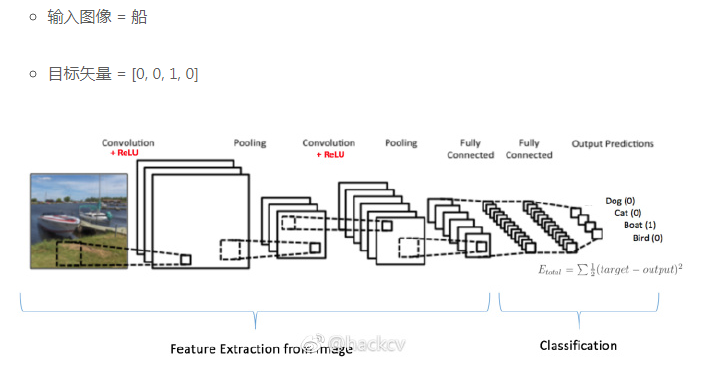 输入图像 = 船
目标矢量 = [0, 0, 1, 0]
Convolution Pooling Convolution Pooling Fully Fully Output Predictions
+ ReLU + ReLU Connected Connected
Dog (0)
Cat (0)
Boat (1)
Bird (0)
E_total = ∑ ½(target − output)²
Feature Extraction from Image
@hackcv
Classification